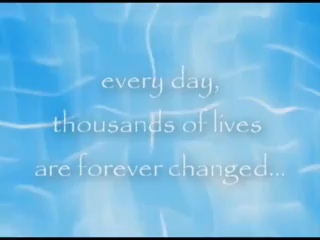 every day,
thousands of lives
are forever changed...